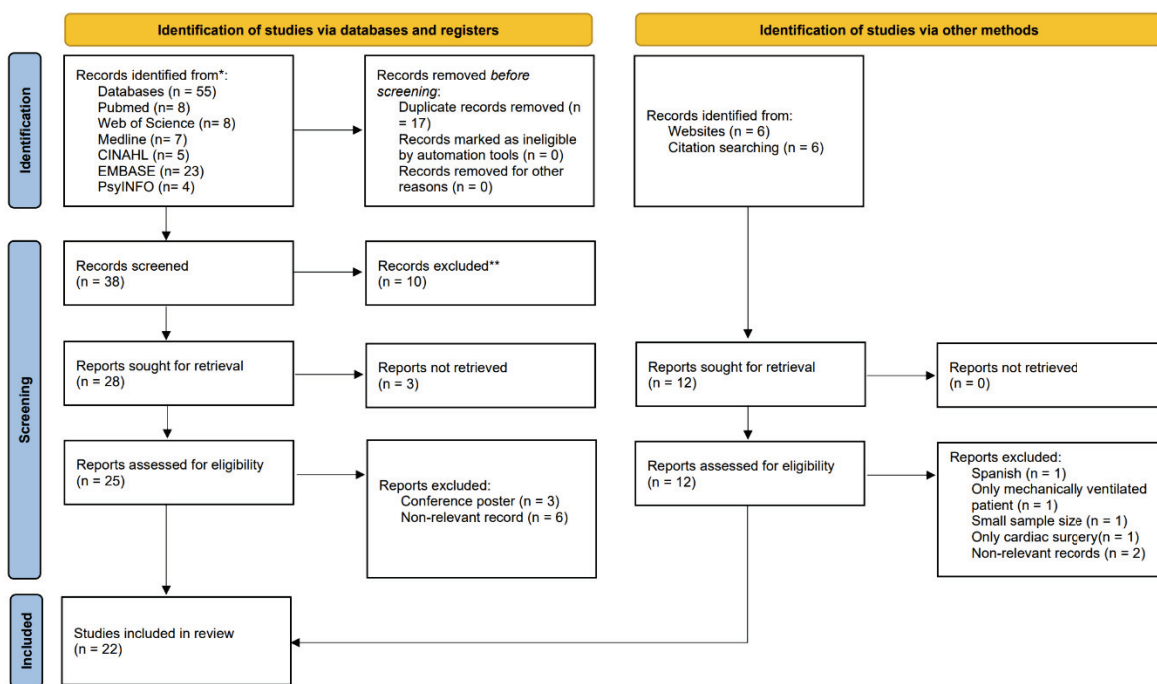 Identification of studies via databases and registers
Identification of studies via other methods
Identification
Records identified from*:
Databases (n = 55)
Pubmed (n= 8)
Web of Science (n= 8)
Medline (n= 7)
CINAHL (n= 5)
EMBASE (n= 23)
PsyINFO (n= 4)
Records removed before
screening:
Duplicate records removed (n
= 17)
Records marked as ineligible
by automation tools (n = 0)
Records removed for other
reasons (n = 0)
Records identified from:
Websites (n = 6)
Citation searching (n = 6)
Screening
Records screened
(n = 38)
Records excluded**
(n = 10)
Reports sought for retrieval
(n = 28)
Reports not retrieved
(n = 3)
Reports sought for retrieval
(n = 12)
Reports not retrieved
(n = 0)
Reports assessed for eligibility
(n = 25)
Reports excluded:
Conference poster (n = 3)
Non-relevant record (n = 6)
Reports assessed for eligibility
(n = 12)
Reports excluded:
Spanish (n = 1)
Only mechanically ventilated
patient (n = 1)
Small sample size (n = 1)
Only cardiac surgery(n = 1)
Non-relevant records (n = 2)
Included
Studies included in review
(n = 22)